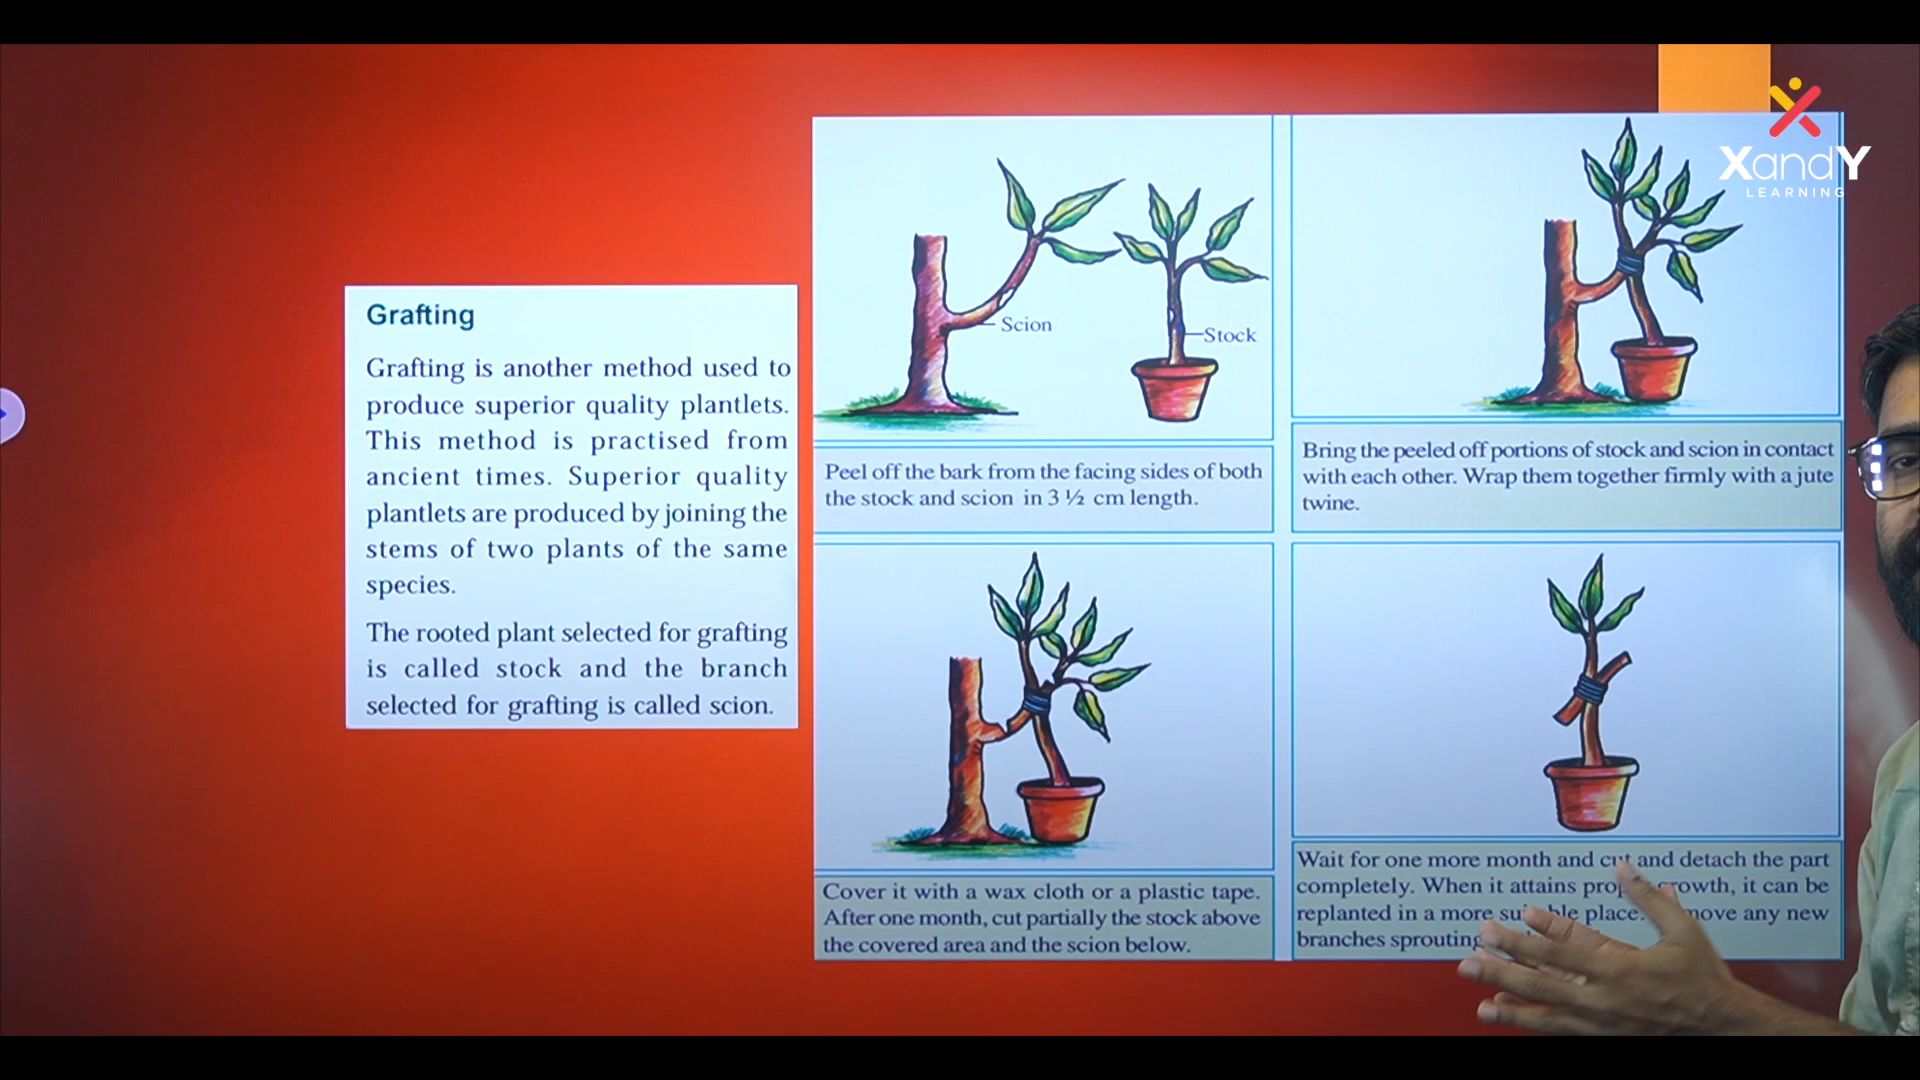 XandY
LEARNING
Grafting
Grafting is another method used to
produce superior quality plantlets.
This method is practised from
ancient times. Superior quality
plantlets are produced by joining the
stems of two plants of the same
species.
The rooted plant selected for grafting
is called stock and the branch
selected for grafting is called scion.
Scion
Stock
Peel off the bark from the facing sides of both
the stock and scion in 3 ½ cm length.
Bring the peeled off portions of stock and scion in contact
with each other. Wrap them together firmly with a jute
twine.
Cover it with a wax cloth or a plastic tape.
After one month, cut partially the stock above
the covered area and the scion below.
Wait for one more month and cut and detach the part
completely. When it attains growth, it can be
replanted in a more place. any new
branches sprouting